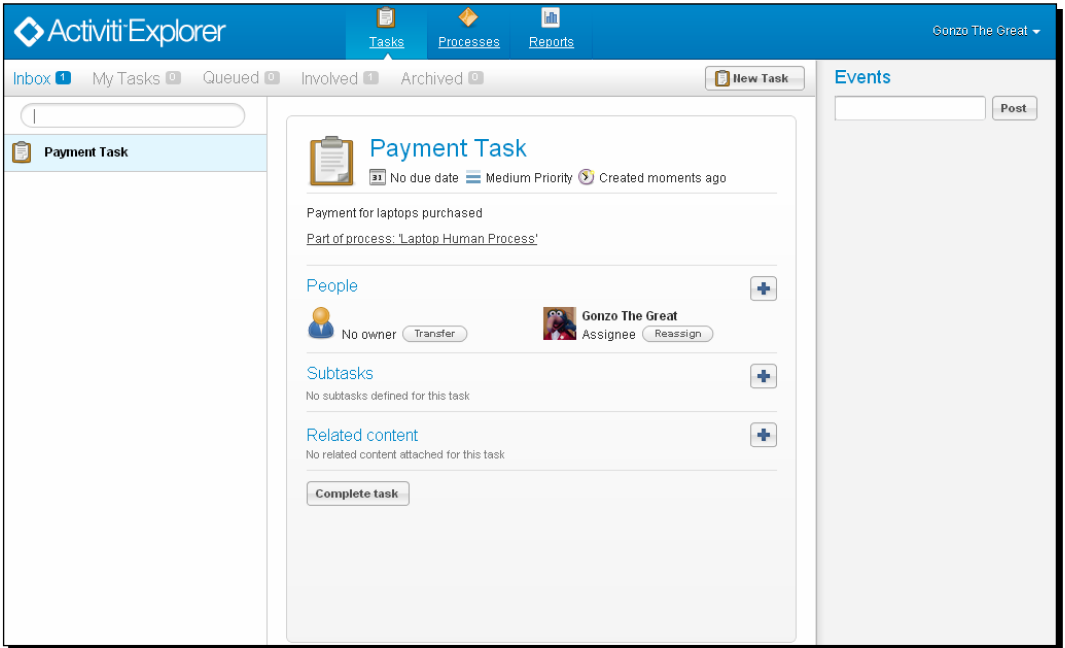 Activiti Explorer
Tasks Processes Reports
Gonzo The Great
Inbox 1 My Tasks 0 Queued 0 Involved 1 Archived 0 New Task
Events
Post
Payment Task
Payment Task
31 No due date Medium Priority Created moments ago
Payment for laptops purchased
Part of process: 'Laptop Human Process'
People
No owner Transfer
Gonzo The Great
Assignee Reassign
Subtasks
No subtasks defined for this task
Related content
No related content attached for this task
Complete task